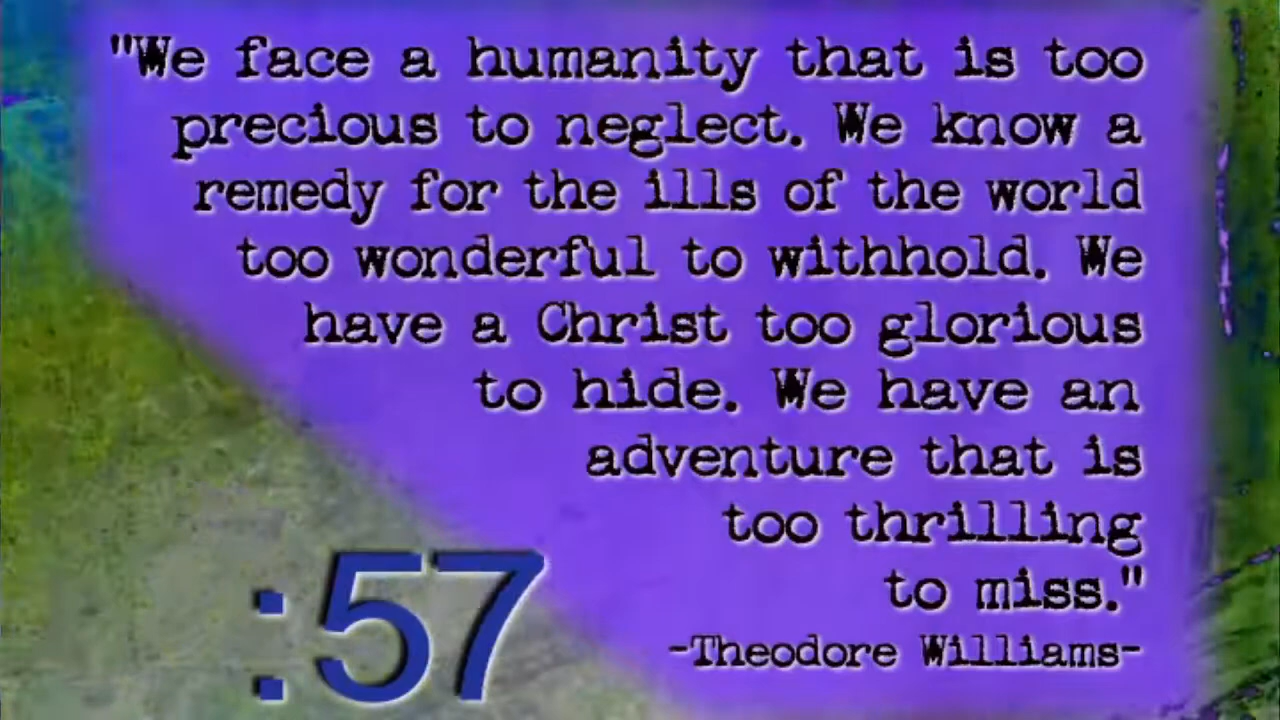 "We face a humanity that is too
precious to neglect. We know a
remedy for the ills of the world
too wonderful to withhold. We
have a Christ too glorious
to hide. We have an
adventure that is
too thrilling
to miss."
-Theodore Williams-
:57